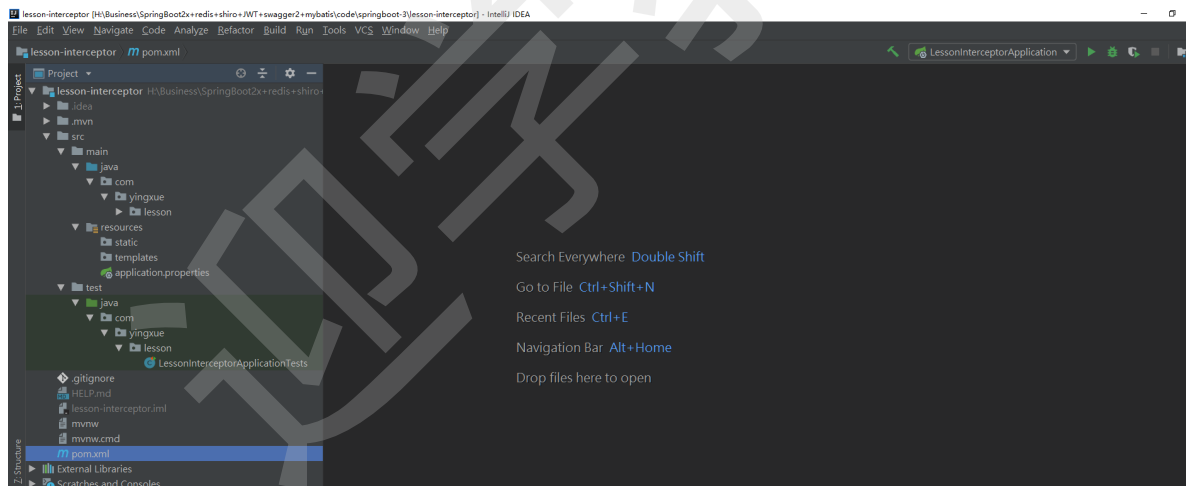 lesson-interceptor [H:\Business\SpringBoot2x+redis+shiro+JWT+swagger2+mybatis\code\springboot-3\lesson-interceptor] - IntelliJ IDEA
File Edit View Navigate Code Analyze Refactor Build Run Tools VCS Window Help
lesson-interceptor pom.xml LessonInterceptorApplication
1: Project
Project
lesson-interceptor H:\Business\SpringBoot2x+redis+shiro+
.idea
.mvn
src
main
java
com
yingxue
lesson
resources
static
templates
application.properties
test
java
com
yingxue
lesson
LessonInterceptorApplicationTests
.gitignore
HELP.md
lesson-interceptor.iml
mvnw
mvnw.cmd
pom.xml
External Libraries
Scratches and Consoles
Z: Structure
Search Everywhere Double Shift
Go to File Ctrl+Shift+N
Recent Files Ctrl+E
Navigation Bar Alt+Home
Drop files here to open